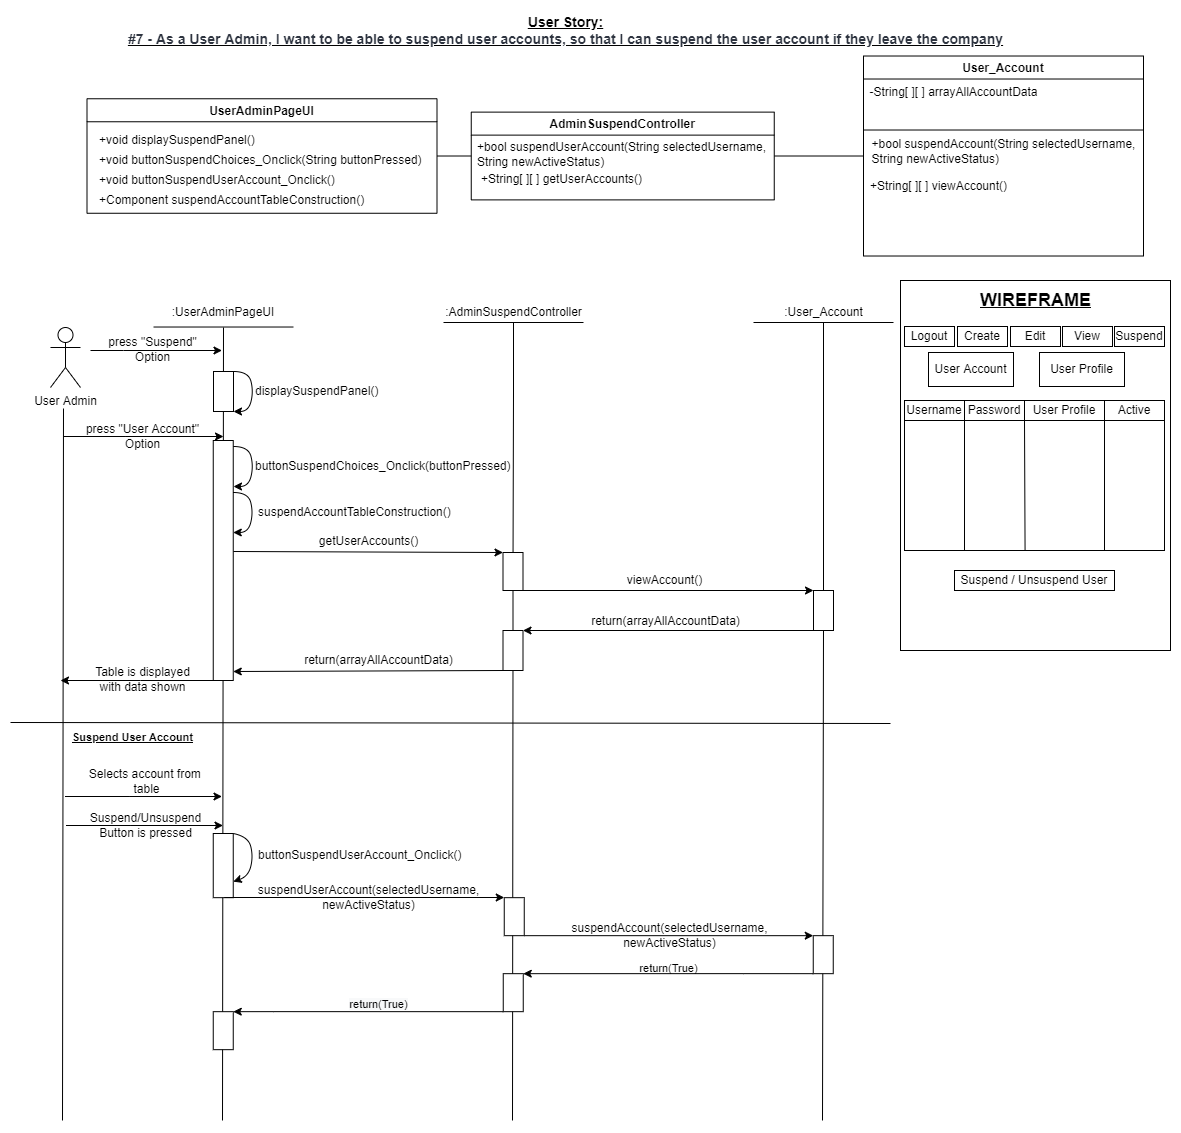 User Story:
#7 - As a User Admin, I want to be able to suspend user accounts, so that I can suspend the user account if they leave the company
UserAdminPageUI
+void displaySuspendPanel()
+void buttonSuspendChoices_Onclick(String buttonPressed)
+void buttonSuspendUserAccount_Onclick()
+Component suspendAccountTableConstruction()
AdminSuspendController
+bool suspendUserAccount(String selectedUsername,
String newActiveStatus)
+String[ ][ ] getUserAccounts()
User_Account
-String[ ][ ] arrayAllAccountData
+bool suspendAccount(String selectedUsername,
String newActiveStatus)
+String[ ][ ] viewAccount()
:UserAdminPageUI
:AdminSuspendController
:User_Account
User Admin
press "Suspend"
Option
displaySuspendPanel()
press "User Account"
Option
buttonSuspendChoices_Onclick(buttonPressed)
suspendAccountTableConstruction()
getUserAccounts()
viewAccount()
return(arrayAllAccountData)
return(arrayAllAccountData)
Table is displayed
with data shown
WIREFRAME
Logout Create Edit View Suspend
User Account User Profile
Username Password User Profile Active
Suspend / Unsuspend User
Suspend User Account
Selects account from
table
Suspend/Unsuspend
Button is pressed
buttonSuspendUserAccount_Onclick()
suspendUserAccount(selectedUsername,
newActiveStatus)
suspendAccount(selectedUsername,
newActiveStatus)
return(True)
return(True)